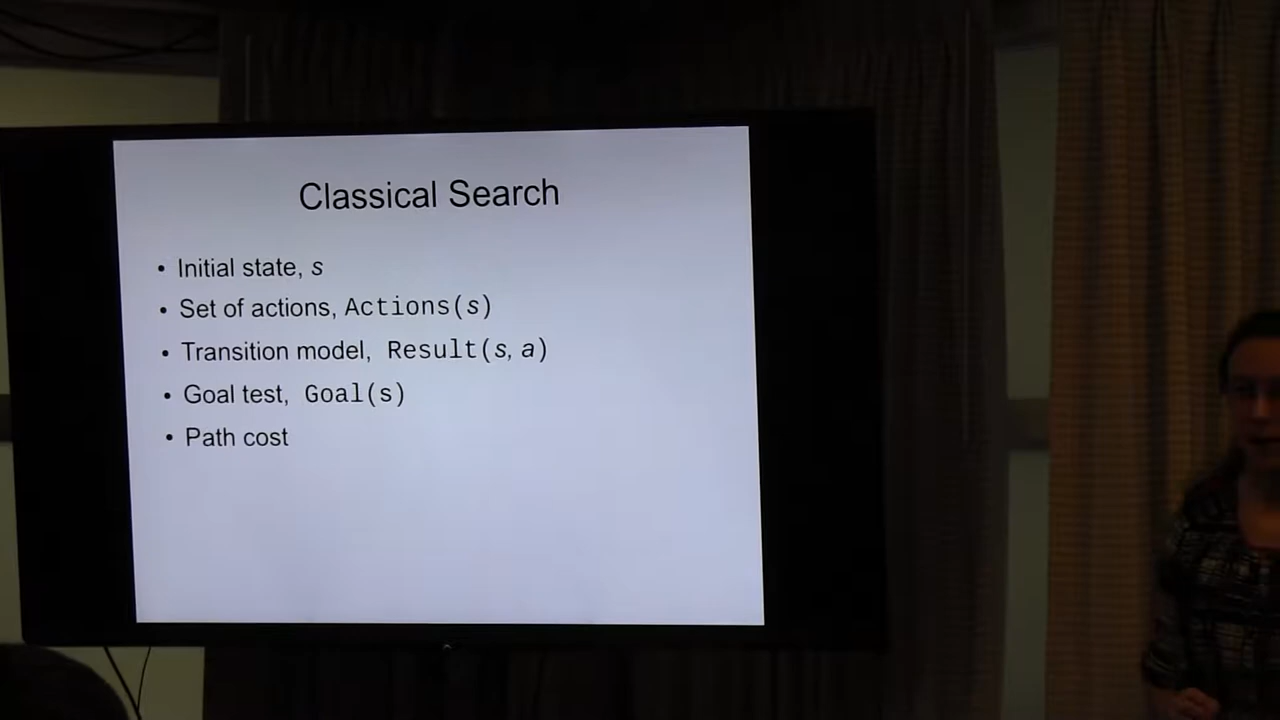 Classical Search
• Initial state, s
• Set of actions, Actions(s)
• Transition model, Result(s, a)
• Goal test, Goal(s)
• Path cost